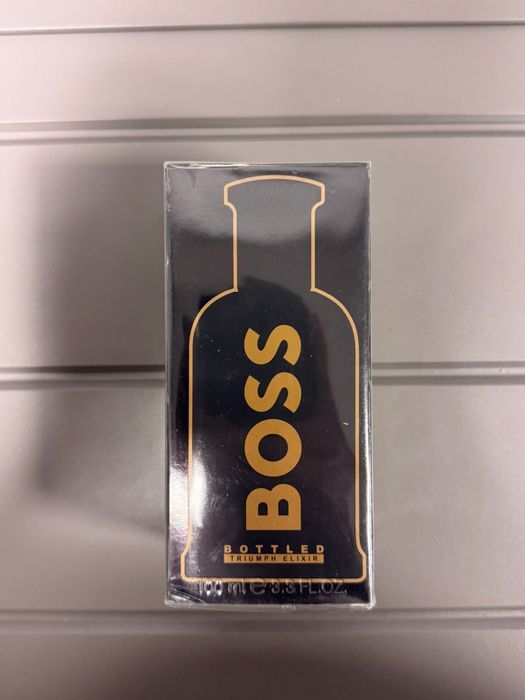 BOSS
BOTTLED
TRIUMPH ELIXIR
100 ml ℮ 3.3 FL.OZ.